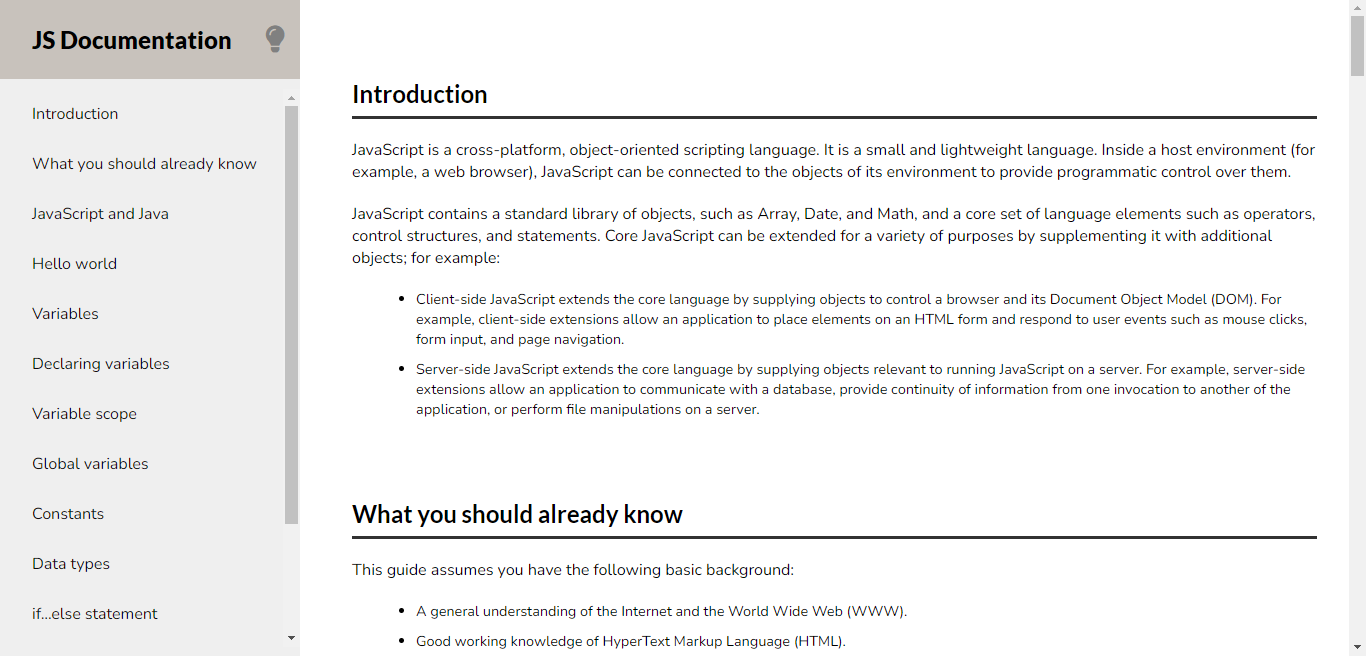 JS Documentation
Introduction
What you should already know
JavaScript and Java
Hello world
Variables
Declaring variables
Variable scope
Global variables
Constants
Data types
if...else statement
Introduction
JavaScript is a cross-platform, object-oriented scripting language. It is a small and lightweight language. Inside a host environment (for
example, a web browser), JavaScript can be connected to the objects of its environment to provide programmatic control over them.
JavaScript contains a standard library of objects, such as Array, Date, and Math, and a core set of language elements such as operators,
control structures, and statements. Core JavaScript can be extended for a variety of purposes by supplementing it with additional
objects; for example:
• Client-side JavaScript extends the core language by supplying objects to control a browser and its Document Object Model (DOM). For
example, client-side extensions allow an application to place elements on an HTML form and respond to user events such as mouse clicks,
form input, and page navigation.
• Server-side JavaScript extends the core language by supplying objects relevant to running JavaScript on a server. For example, server-side
extensions allow an application to communicate with a database, provide continuity of information from one invocation to another of the
application, or perform file manipulations on a server.
What you should already know
This guide assumes you have the following basic background:
• A general understanding of the Internet and the World Wide Web (WWW).
• Good working knowledge of HyperText Markup Language (HTML).